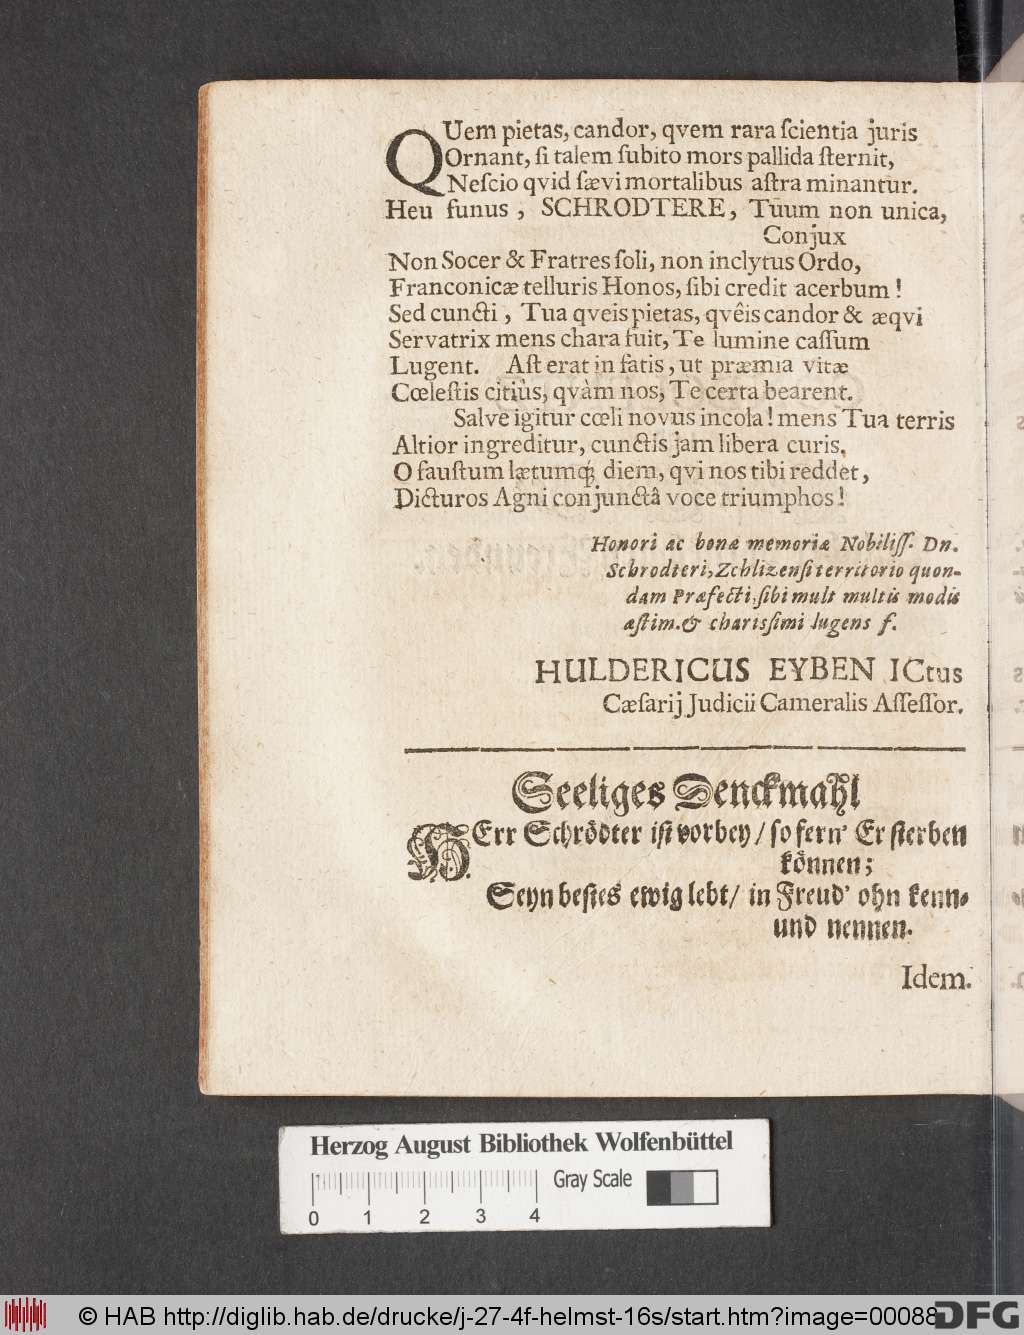 QUem pietas, candor, qvem rara ſcientia juris
Ornant, ſi talem ſubito mors pallida ſternit,
Neſcio qvid ſævi mortalibus aſtra minantur.
Heu funus, SCHRODTERE, Tuum non unica,
Conjux
Non Socer & Fratres ſoli, non inclytus Ordo,
Franconicæ telluris Honos, ſibi credit acerbum!
Sed cuncti, Tua qveis pietas, qvêis candor & æqvi
Servatrix mens chara fuit, Te lumine caſſum
Lugent. Aſt erat in fatis, ut præmia vitæ
Cœleſtis citiùs, qvàm nos, Te certa bearent.
Salve igitur cœli novus incola! mens Tua terris
Altior ingreditur, cunctis jam libera curis,
O fauſtum lætumq́; diem, qvi nos tibi reddet,
Dicturos Agni conjunctâ voce triumphos!
Honori ac bonæ memoriæ Nobiliſſ. Dn.
Schrodteri, Zchlizenſi territorio quon-
dam Præfecti, ſibi mult multis modis
æſtim. & charisſimi lugens f.
HULDERICUS EYBEN ICtus
Cæſarij Judicii Cameralis Aſſeſſor.
Seeliges Denckmahl
HErr Schrödter iſt vorbey / ſo fern' Er ſterben
können;
Seyn beſtes ewig lebt / in Freud' ohn kenn-
und nennen.
Idem.
Herzog August Bibliothek Wolfenbüttel
Gray Scale
0 1 2 3 4
© HAB http://diglib.hab.de/drucke/j-27-4f-helmst-16s/start.htm?image=00088
DFG